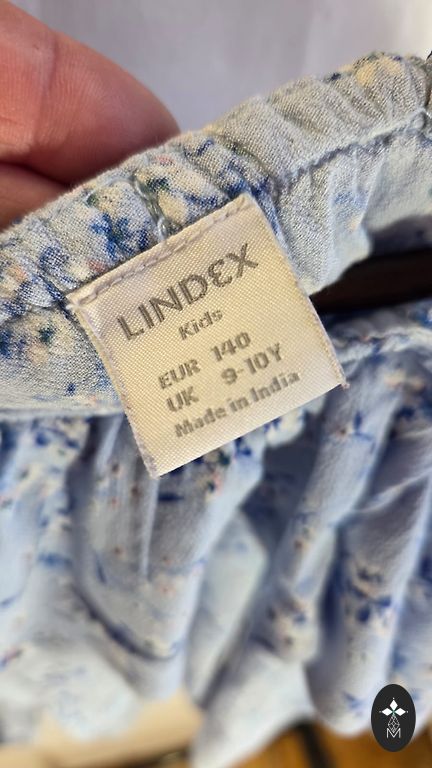 LINDEX
Kids
EUR 140
UK 9-10Y
Made in India
M